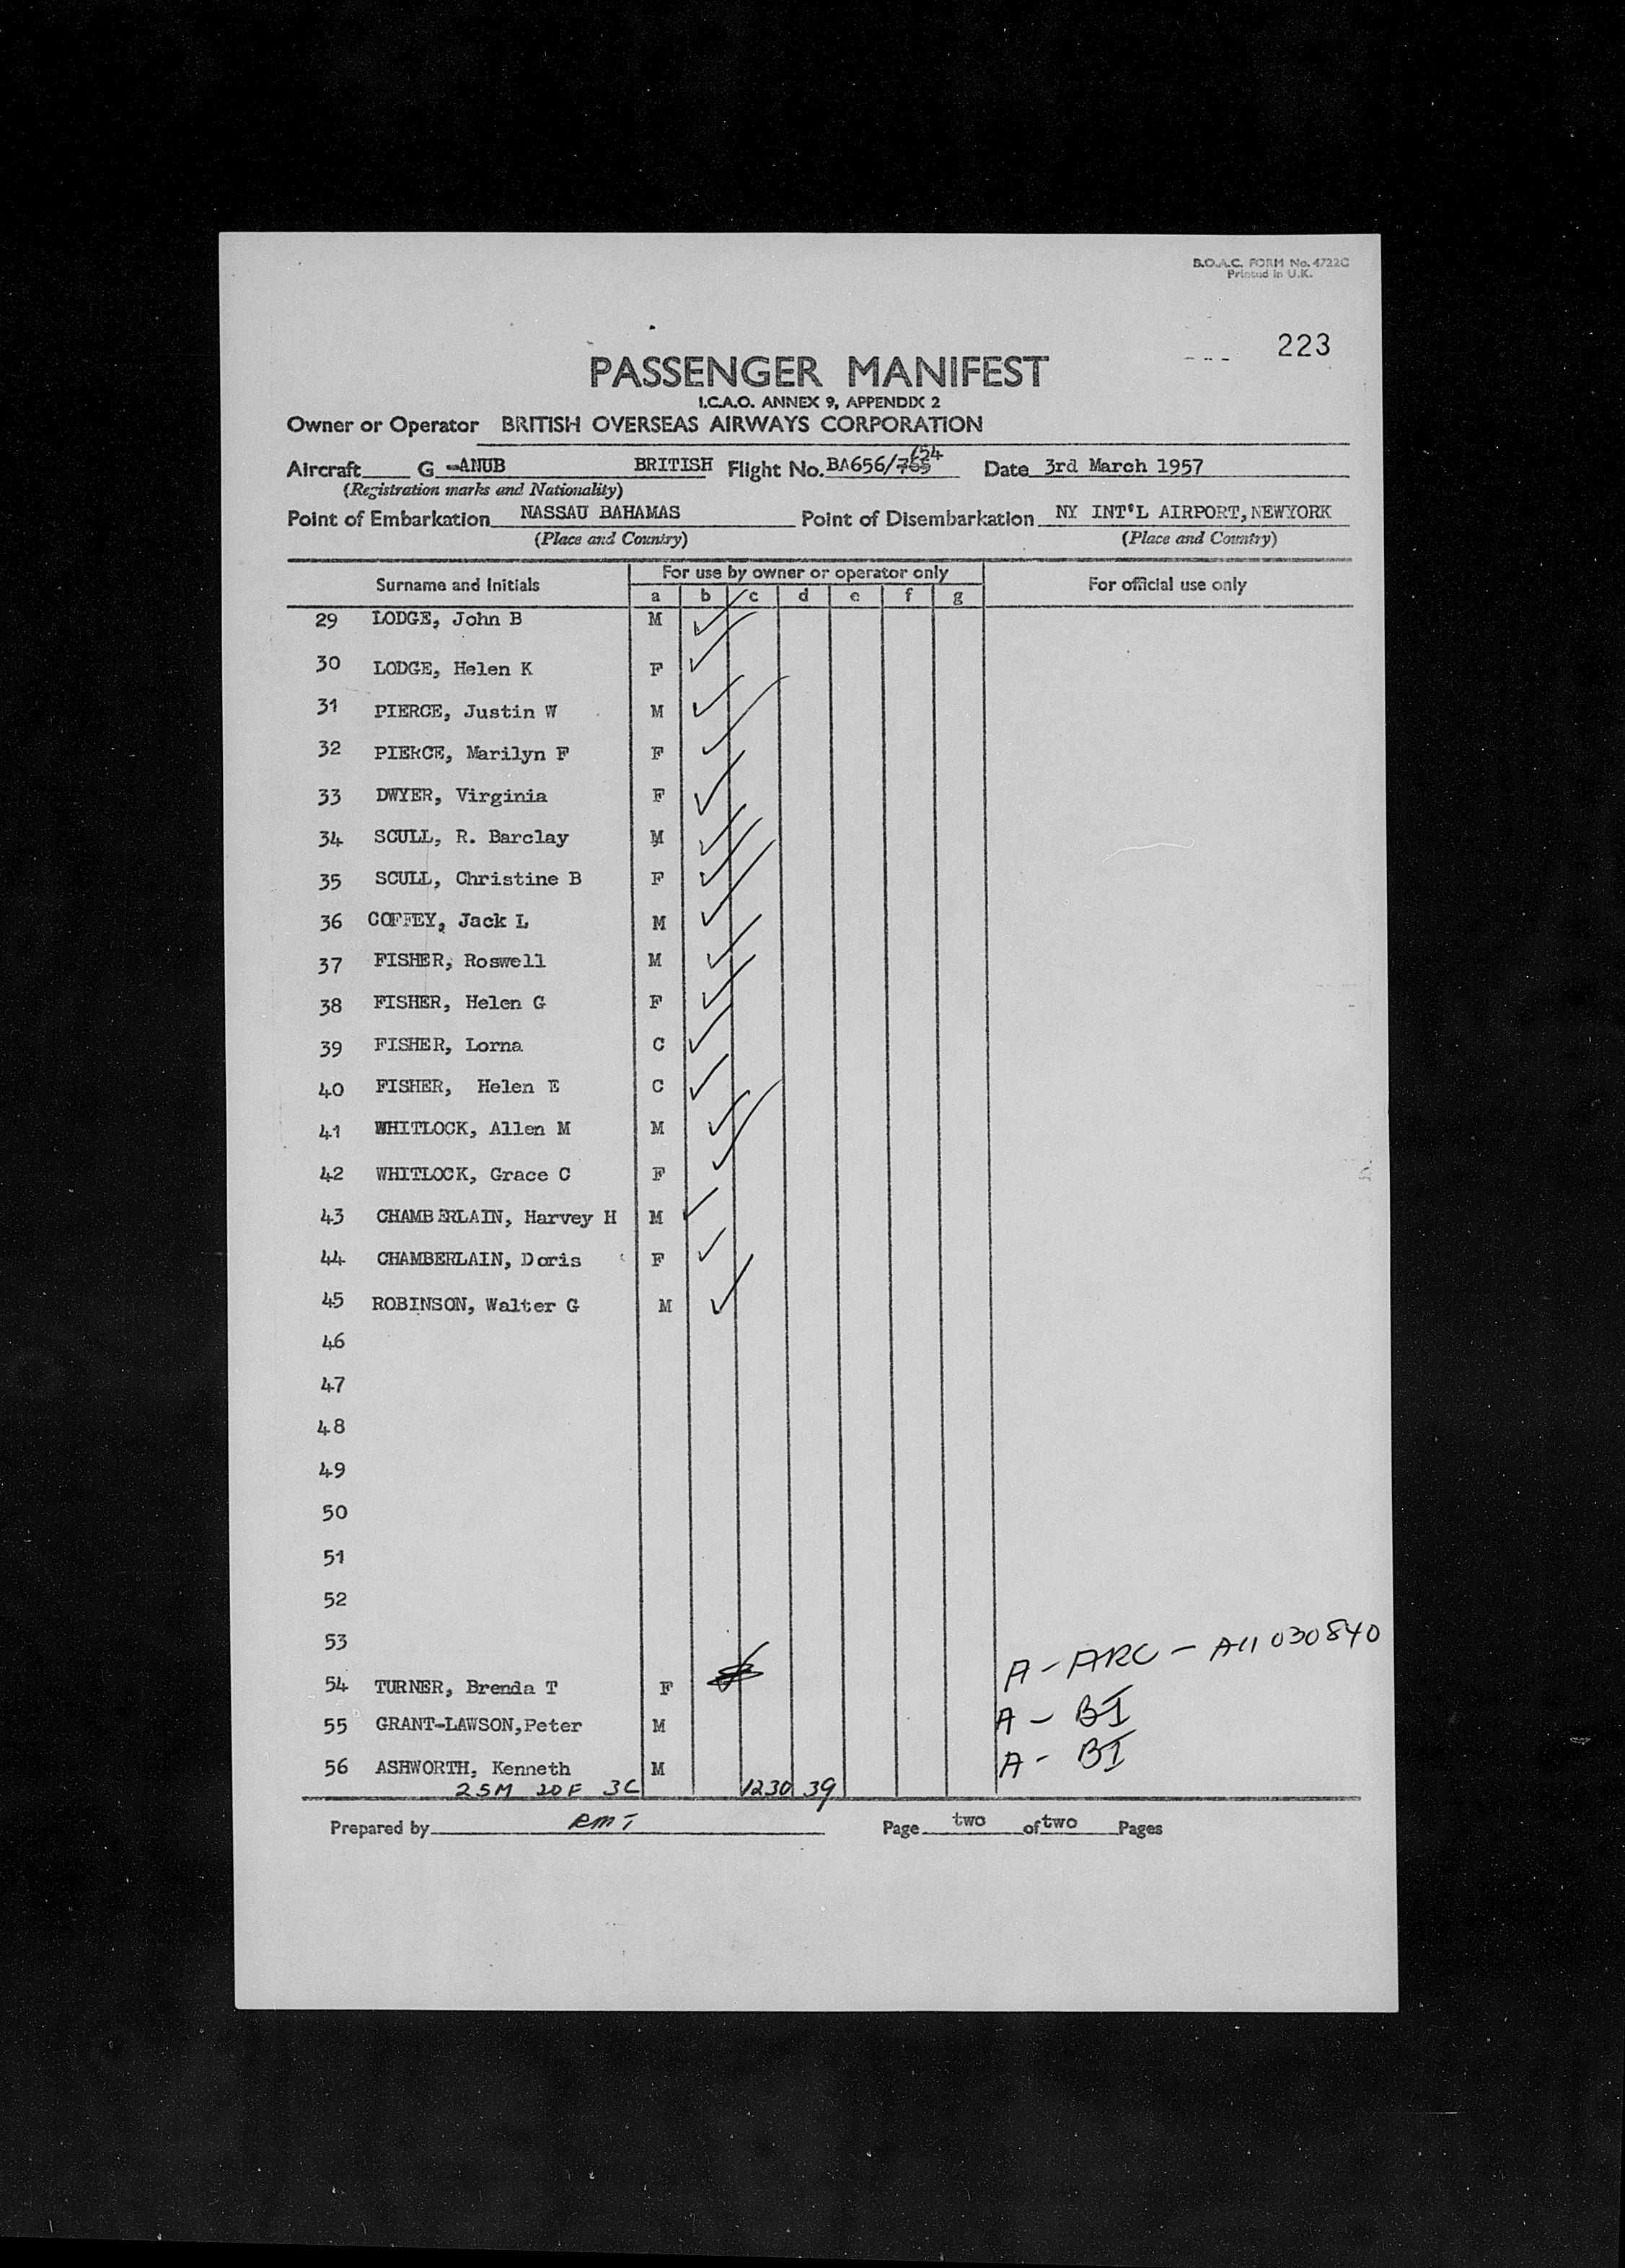 B.O.A.C. FORM No. 4722C
Printed in U.K.
223
PASSENGER MANIFEST
I.C.A.O. ANNEX 9, APPENDIX 2
Owner or Operator BRITISH OVERSEAS AIRWAYS CORPORATION
Aircraft G -ANUB BRITISH Flight No. BA656/ 654 Date 3rd March 1957
(Registration marks and Nationality)
Point of Embarkation NASSAU BAHAMAS Point of Disembarkation NY INT'L AIRPORT,NEWYORK
(Place and Country) (Place and Country)
Surname and Initials For use by owner or operator only For official use only
a b c d e f g
29 LODGE, John B M ✓
30 LODGE, Helen K F ✓
31 PIERCE, Justin W M ✓
32 PIERCE, Marilyn F F ✓
33 DWYER, Virginia F ✓
34 SCULL, R. Barclay M ✓
35 SCULL, Christine B F ✓
36 COFFEY, Jack L M ✓
37 FISHER, Roswell M ✓
38 FISHER, Helen G F ✓
39 FISHER, Lorna C ✓
40 FISHER, Helen E C ✓
41 WHITLOCK, Allen M M ✓
42 WHITLOCK, Grace C F ✓
43 CHAMBERLAIN, Harvey H M ✓
44 CHAMBERLAIN, Doris F ✓
45 ROBINSON, Walter G M ✓
46
47
48
49
50
51
52
53
54 TURNER, Brenda T F A - ARC - A11 030840
55 GRANT-LAWSON,Peter M A - BI
56 ASHWORTH, Kenneth M A - BI
25M 20F 3C 1230 39
Prepared by RMT Page two of two Pages